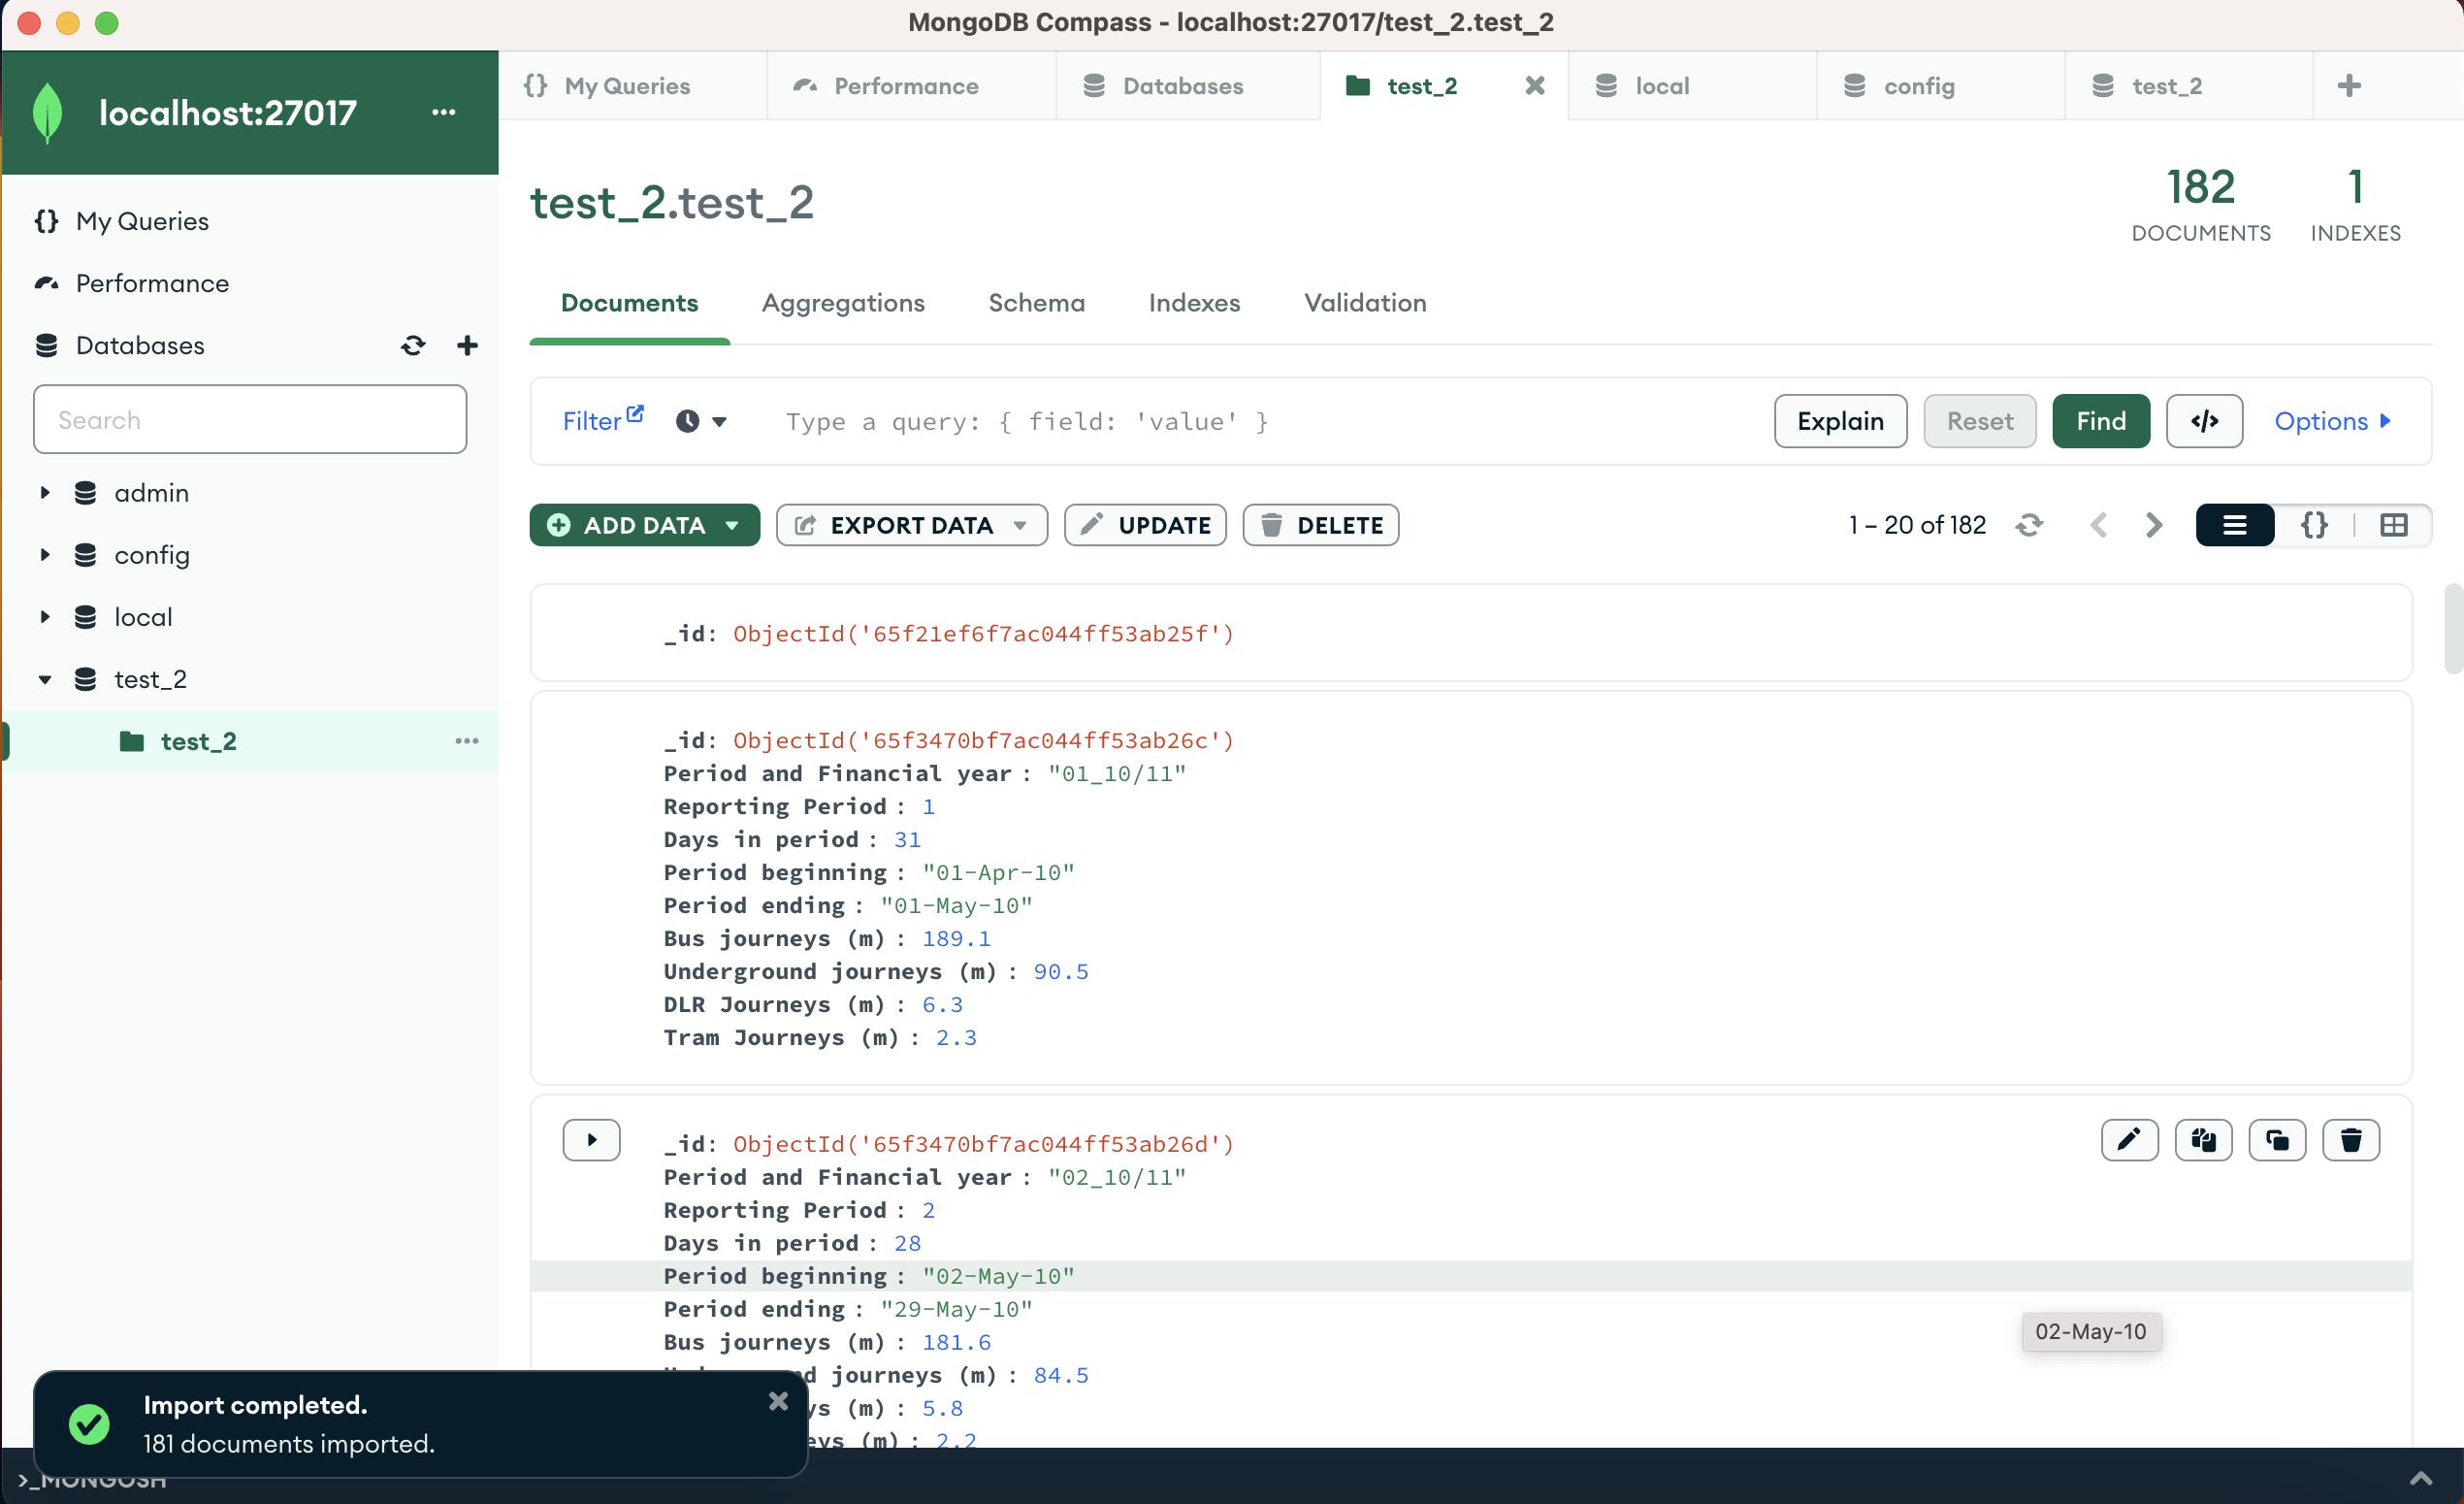 MongoDB Compass - localhost:27017/test_2.test_2
localhost:27017
{} My Queries
Performance
Databases
test_2
local
config
test_2
My Queries
Performance
Databases
Search
admin
config
local
test_2
test_2
test_2.test_2
182
DOCUMENTS
1
INDEXES
Documents
Aggregations
Schema
Indexes
Validation
Filter
Type a query: { field: 'value' }
Explain
Reset
Find
</>
Options
ADD DATA
EXPORT DATA
UPDATE
DELETE
1 – 20 of 182
{}
_id: ObjectId('65f21ef6f7ac044ff53ab25f')
_id: ObjectId('65f3470bf7ac044ff53ab26c')
Period and Financial year : "01_10/11"
Reporting Period : 1
Days in period : 31
Period beginning : "01-Apr-10"
Period ending : "01-May-10"
Bus journeys (m) : 189.1
Underground journeys (m) : 90.5
DLR Journeys (m) : 6.3
Tram Journeys (m) : 2.3
_id: ObjectId('65f3470bf7ac044ff53ab26d')
Period and Financial year : "02_10/11"
Reporting Period : 2
Days in period : 28
Period beginning : "02-May-10"
Period ending : "29-May-10"
02-May-10
Bus journeys (m) : 181.6
journeys (m) : 84.5
(m) : 5.8
(m) : 2.2
Import completed.
181 documents imported.
>_MONGOSH